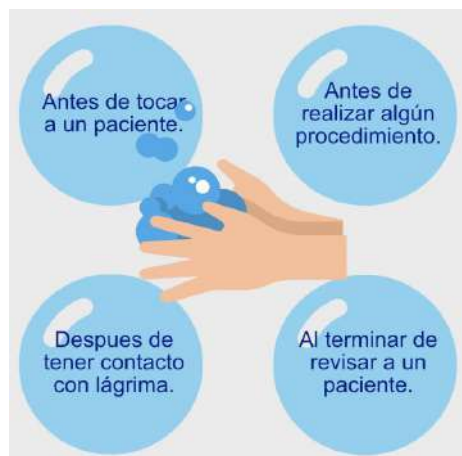 Antes de tocar
a un paciente.
Antes de
realizar algún
procedimiento.
Despues de
tener contacto
con lágrima.
Al terminar de
revisar a un
paciente.